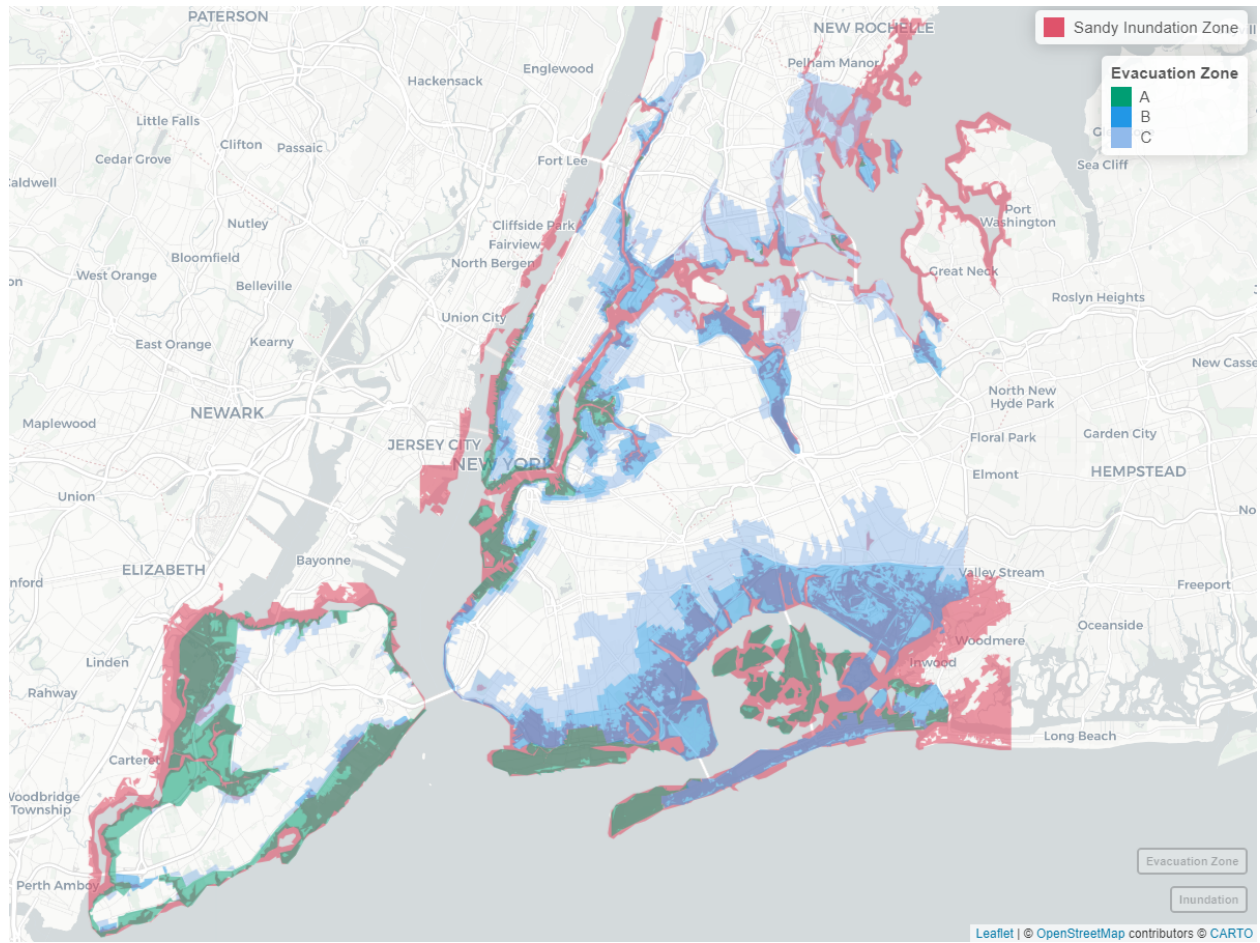 PATERSON
NEW ROCHELLE
Sandy Inundation Zone
Pelham Manor
Englewood
Hackensack
Evacuation Zone
A
B
C
Little Falls
Clifton
Passaic
Cedar Grove
Fort Lee
Sea Cliff
Caldwell
Nutley
Cliffside Park
Fairview
North Bergen
Port
Washington
Bloomfield
West Orange
Belleville
Great Neck
Roslyn Heights
Union City
East Orange
Kearny
New Casse
NEWARK
North New
Hyde Park
Maplewood
JERSEY CITY
NEW YORK
Floral Park
Garden City
Elmont
HEMPSTEAD
Union
Bayonne
ELIZABETH
Valley Stream
Freeport
Oceanside
Woodmere
Linden
Inwood
Rahway
Long Beach
Carteret
Woodbridge
Township
Evacuation Zone
Perth Amboy
Inundation
Leaflet | © OpenStreetMap contributors © CARTO